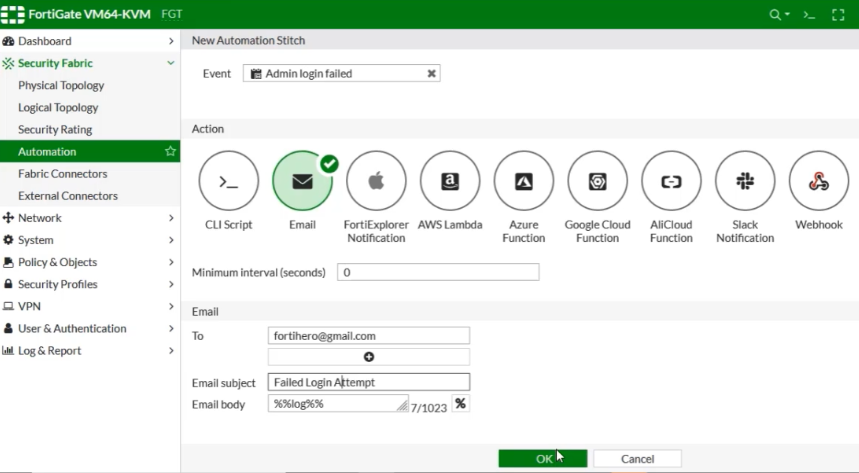 FortiGate VM64-KVM FGT
Dashboard
Security Fabric
Physical Topology
Logical Topology
Security Rating
Automation
Fabric Connectors
External Connectors
Network
System
Policy & Objects
Security Profiles
VPN
User & Authentication
Log & Report
New Automation Stitch
Event Admin login failed
Action
CLI Script
Email
FortiExplorer
Notification
AWS Lambda
Azure
Function
Google Cloud
Function
AliCloud
Function
Slack
Notification
Webhook
Minimum interval (seconds) 0
Email
To fortihero@gmail.com
Email subject Failed Login Attempt
Email body %%log%% 7/1023 %
OK Cancel